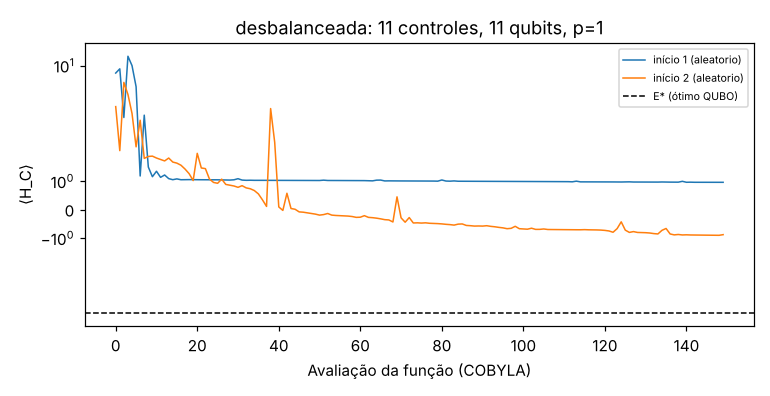 desbalanceada: 11 controles, 11 qubits, p=1
início 1 (aleatorio)
início 2 (aleatorio)
E* (ótimo QUBO)
10¹
10⁰
0
−10⁰
⟨H_C⟩
0 20 40 60 80 100 120 140
Avaliação da função (COBYLA)